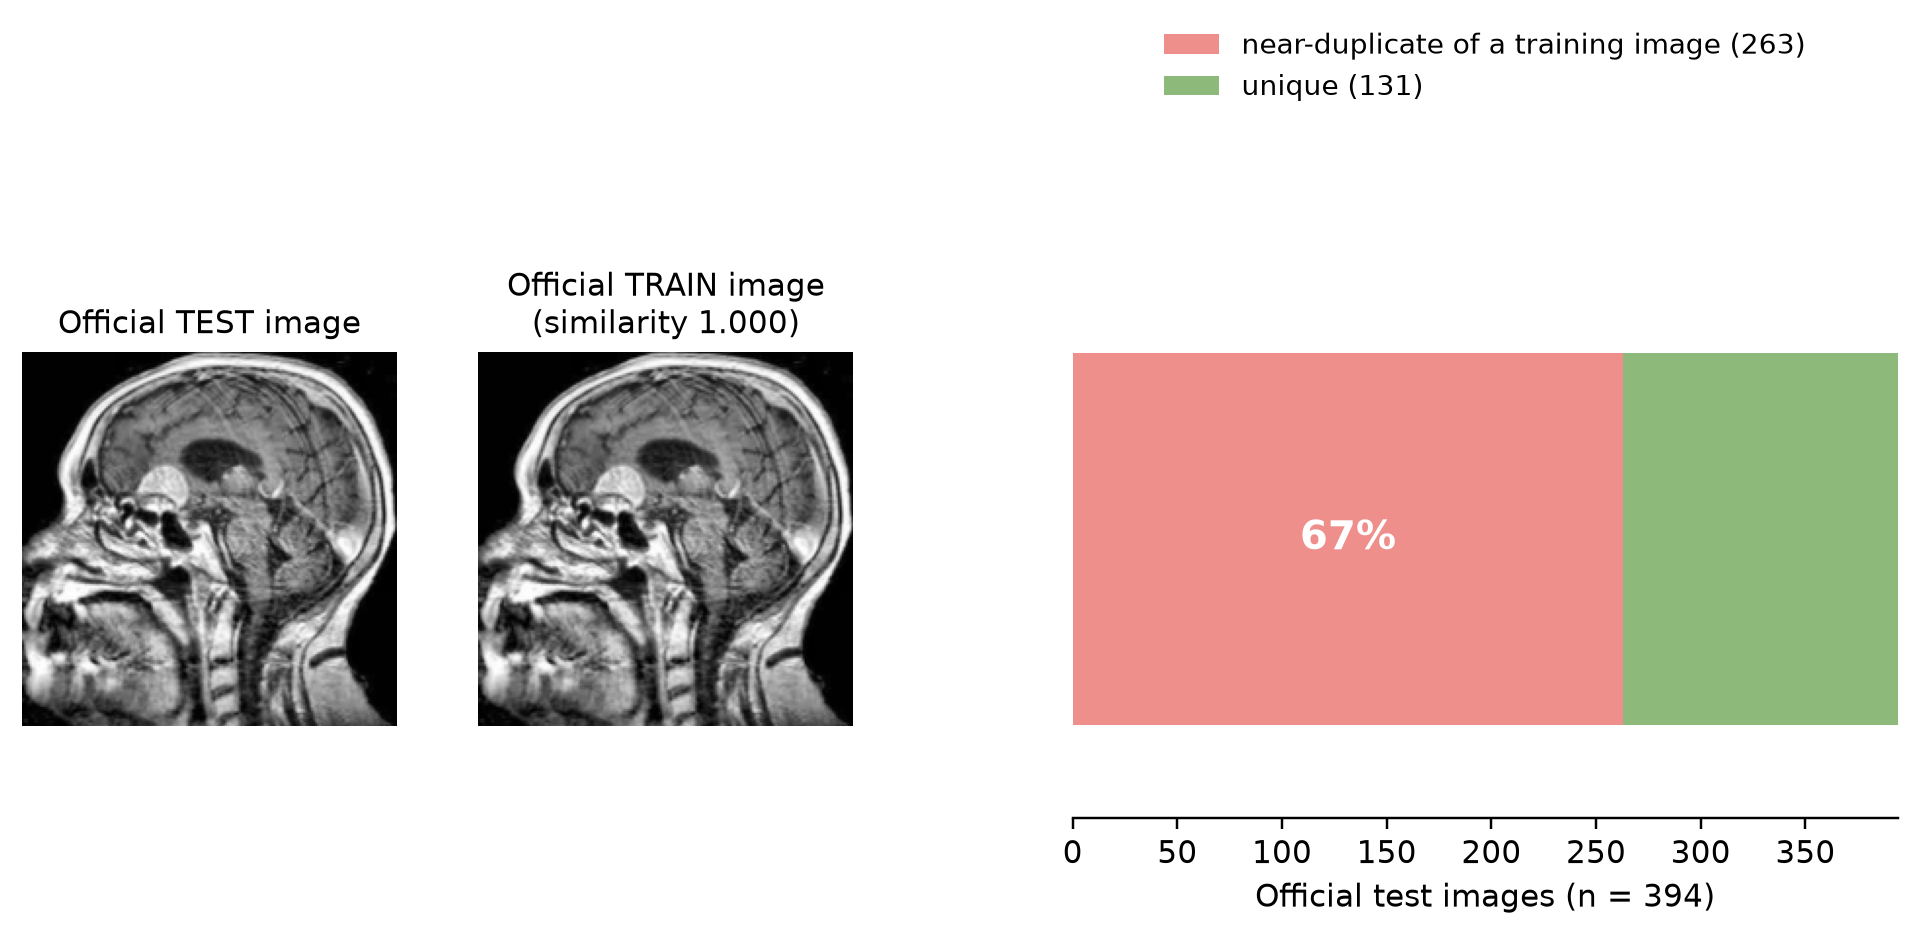 near-duplicate of a training image (263)
unique (131)
Official TEST image
Official TRAIN image
(similarity 1.000)
67%
0 50 100 150 200 250 300 350
Official test images (n = 394)